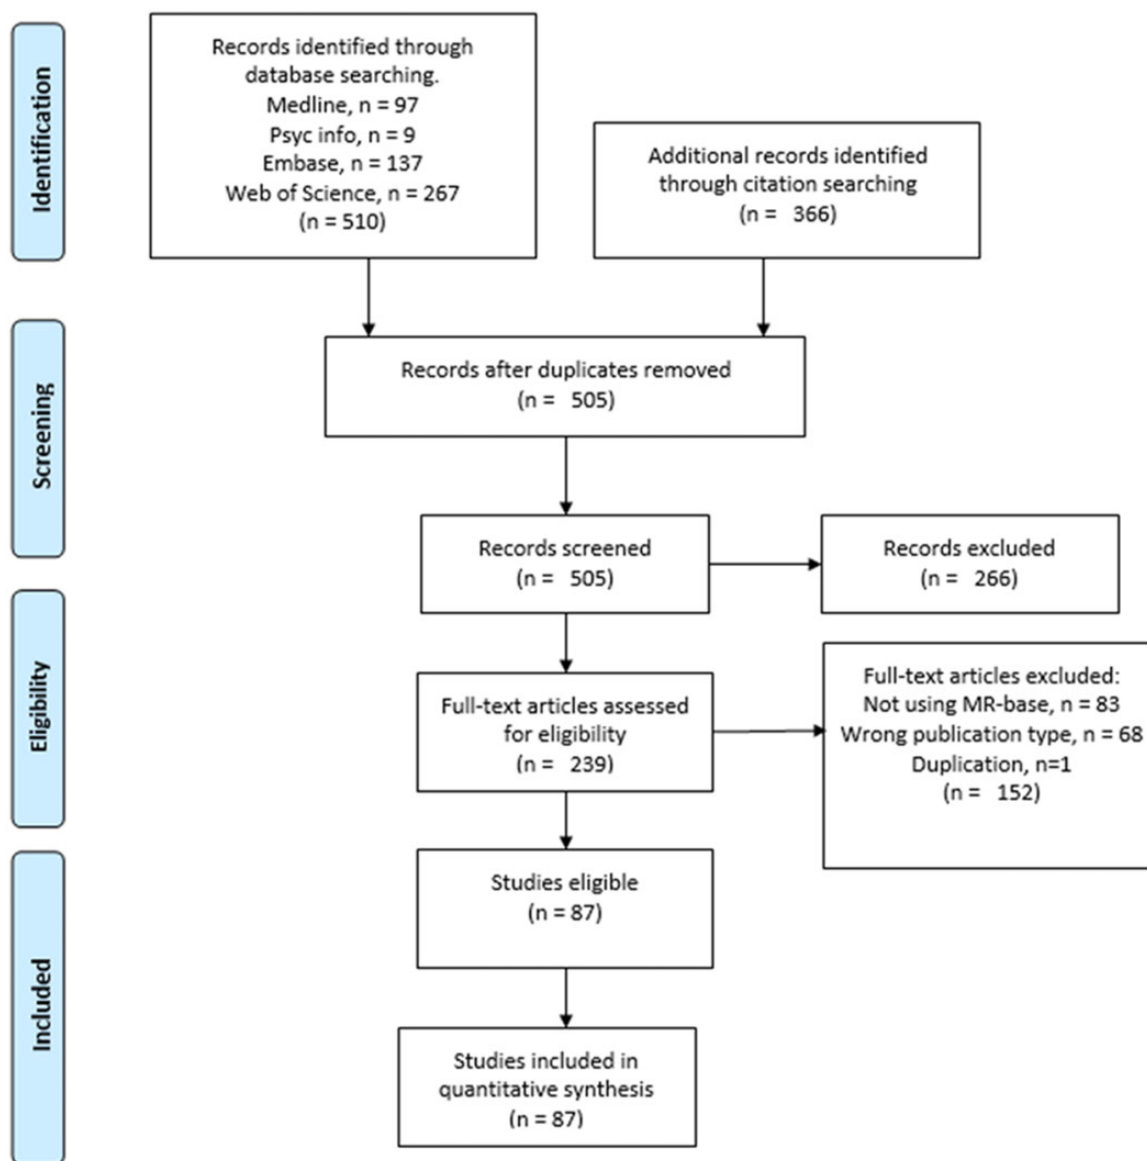 Identification
Records identified through
database searching.
Medline, n = 97
Psyc info, n = 9
Embase, n = 137
Web of Science, n = 267
(n = 510)
Additional records identified
through citation searching
(n = 366)
Screening
Records after duplicates removed
(n = 505)
Records screened
(n = 505)
Records excluded
(n = 266)
Eligibility
Full-text articles assessed
for eligibility
(n = 239)
Full-text articles excluded:
Not using MR-base, n = 83
Wrong publication type, n = 68
Duplication, n=1
(n = 152)
Included
Studies eligible
(n = 87)
Studies included in
quantitative synthesis
(n = 87)